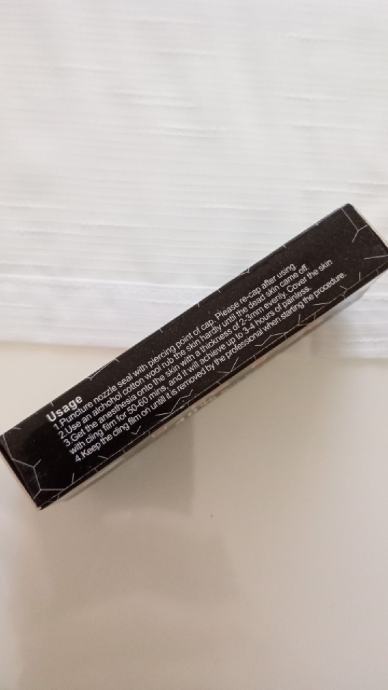 Usage
1.Puncture nozzle seal with piercing point of cap. Please re-cap after using
2.Use an alchohol cotton wool rub the skin hardly until the dead skin came off
3.Get the anaesthesia onto the skin with a thickness of 2-3mm evenly. Cover the skin
with cling film for 50-60 mins, and it will achieve up to 3-4 hours of painless.
4.Keep the cling film on until it is removed by the professional when starting the procedure.